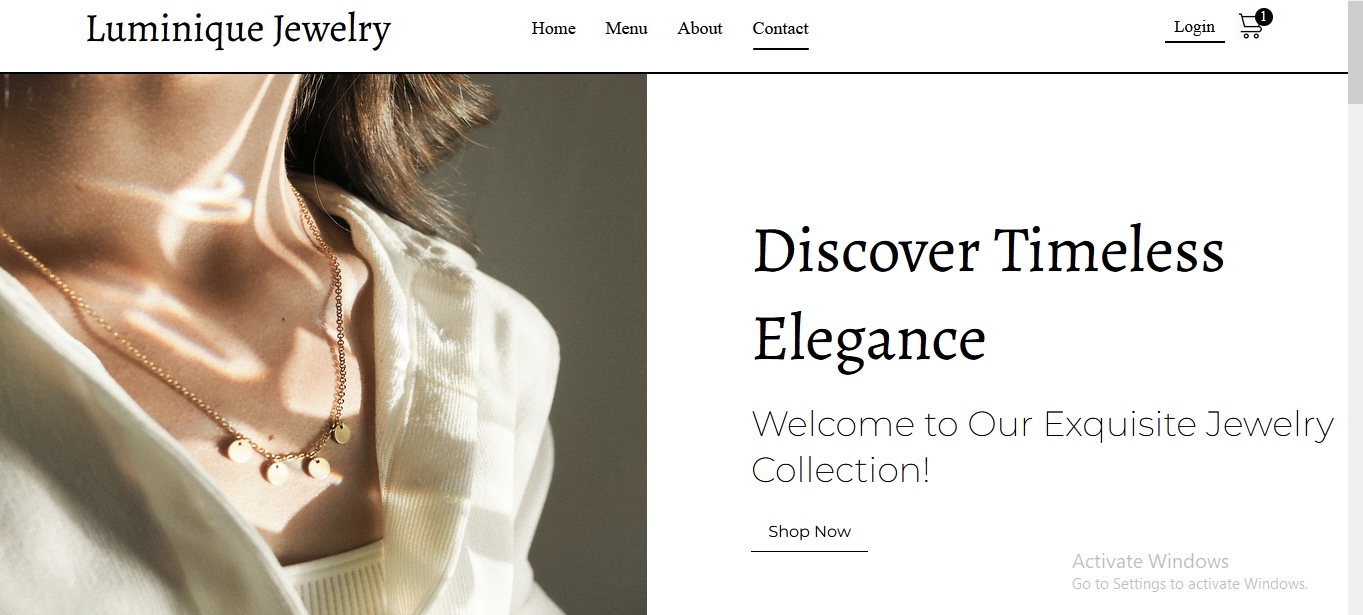 Luminique Jewelry
Home Menu About Contact
Login
1
Discover Timeless
Elegance
Welcome to Our Exquisite Jewelry
Collection!
Shop Now
Activate Windows
Go to Settings to activate Windows.